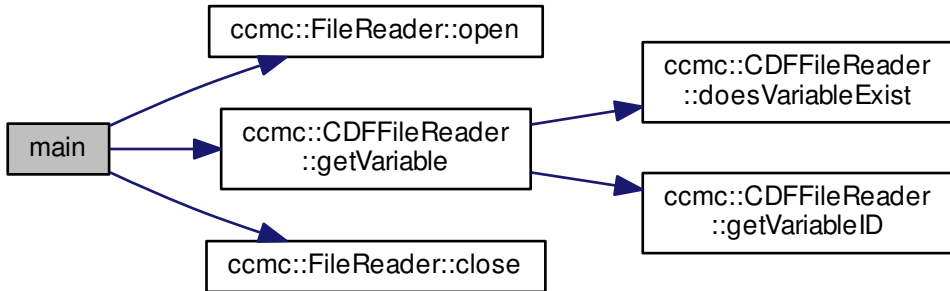 main
ccmc::FileReader::open
ccmc::CDFFileReader
::getVariable
ccmc::FileReader::close
ccmc::CDFFileReader
::doesVariableExist
ccmc::CDFFileReader
::getVariableID